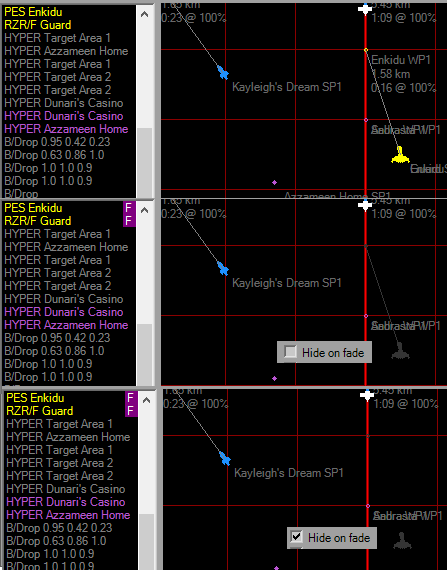 PES Enkidu
RZR/F Guard
HYPER Target Area 1
HYPER Azzameen Home
HYPER Target Area 2
HYPER Target Area 2
HYPER Target Area 2
HYPER Dunari's Casino
HYPER Dunari's Casino
HYPER Azzameen Home
B/Drop 0.95 0.42 0.23
B/Drop 0.63 0.86 1.0
B/Drop 1.0 1.0 0.9
B/Drop 1.0 1.0 0.9
B/Drop
1.65 km
0:23 @ 100%
Kayleigh's Dream SP1
5.45 km
1:09 @ 100%
Enkidu WP1
1.58 km
0:16 @ 100%
Azzameen Home SP1
PES Enkidu F
RZR/F Guard F
HYPER Target Area 1
HYPER Azzameen Home
HYPER Target Area 1
HYPER Target Area 2
HYPER Target Area 2
HYPER Dunari's Casino
HYPER Dunari's Casino
HYPER Azzameen Home
B/Drop 0.95 0.42 0.23
B/Drop 0.63 0.86 1.0
B/Drop 1.0 1.0 0.9
B/Drop 1.0 1.0 0.9
1.65 km
0:23 @ 100%
Kayleigh's Dream SP1
5.45 km
1:09 @ 100%
Hide on fade
PES Enkidu F
RZR/F Guard F
HYPER Target Area 1
HYPER Azzameen Home
HYPER Target Area 1
HYPER Target Area 2
HYPER Target Area 2
HYPER Dunari's Casino
HYPER Dunari's Casino
HYPER Azzameen Home
B/Drop 0.95 0.42 0.23
B/Drop 0.63 0.86 1.0
B/Drop 1.0 1.0 0.9
B/Drop 1.0 1.0 0.9
1.65 km
0:23 @ 100%
Kayleigh's Dream SP1
5.45 km
1:09 @ 100%
Hide on fade